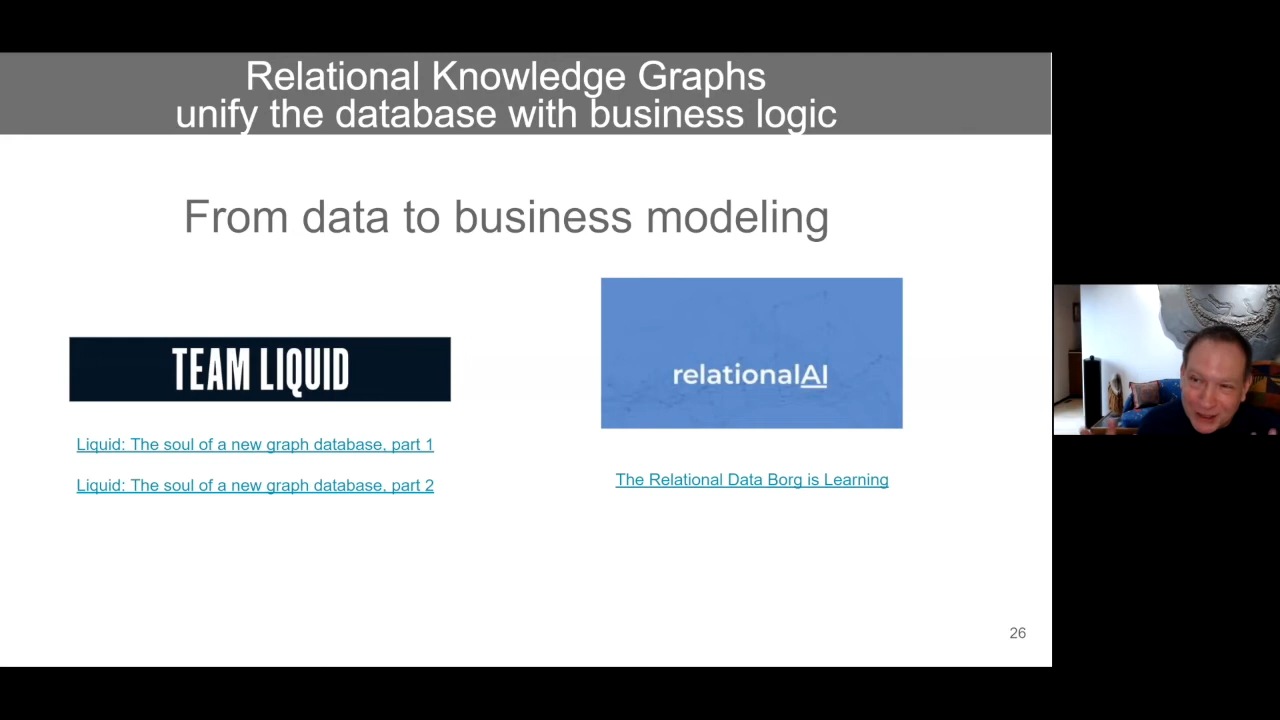 Relational Knowledge Graphs
unify the database with business logic
From data to business modeling
TEAM LIQUID
relationalAI
Liquid: The soul of a new graph database, part 1
Liquid: The soul of a new graph database, part 2
The Relational Data Borg is Learning
26